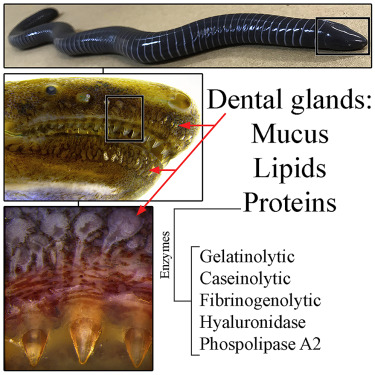 Dental glands:
Mucus
Lipids
Proteins
Enzymes
Gelatinolytic
Caseinolytic
Fibrinogenolytic
Hyaluronidase
Phospolipase A2